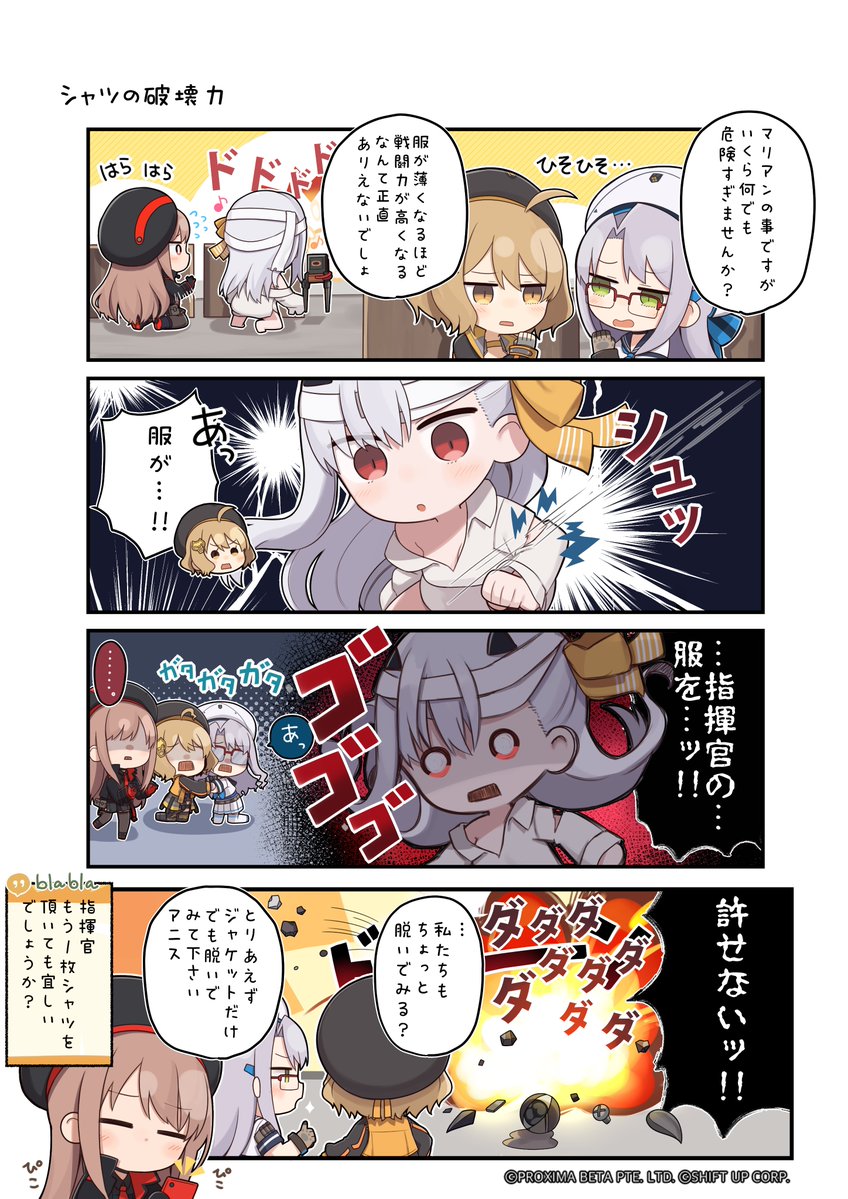 シャツの破壊力
マリアンの事ですが
いくら何でも
危険すぎませんか？
ひそひそ…
服が薄くなるほど
戦闘力が高くなる
なんて正直
ありえないでしょ
ドドドド
はら はら
シュッ
あっ
服が…!!
…指揮官の…
服を…ッ!!
ゴゴゴゴ
あっ
ガタガタガタ
……。
許せないッ!!
ダダダダダダダダ
…
私たちも
ちょっと
脱いでみる？
ド
とりあえず
ジャケットだけ
でも脱いで
みて下さい
アニス
blabla
指揮官
もう1枚シャツを
頂いても宜しい
でしょうか？
ぴこ
ぴこ
©PROXIMA BETA PTE. LTD. ©SHIFT UP CORP.